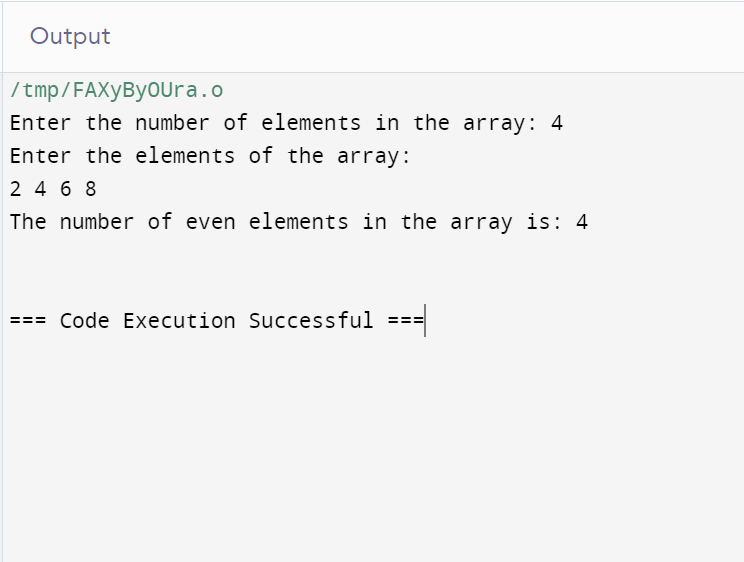 Output
/tmp/FAXyByOUra.o
Enter the number of elements in the array: 4
Enter the elements of the array:
2 4 6 8
The number of even elements in the array is: 4
=== Code Execution Successful ===